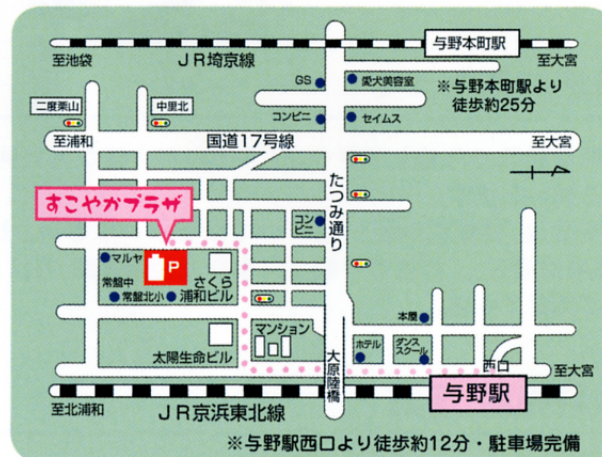 与野本町駅
至池袋
JR埼京線
至大宮
GS
愛犬美容室
※与野本町駅より
徒歩約25分
二度栗山
中里北
コンビニ
セイムス
至浦和
国道17号線
至大宮
たつみ通り
すこやかプラザ
コン
ビニ
マルヤ
P
さくら
浦和ビル
常盤中
常盤北小
本屋
マンション
ホテル
ダンス
スクール
太陽生命ビル
西口
大原陸橋
至大宮
与野駅
至北浦和
JR京浜東北線
※与野駅西口より徒歩約12分・駐車場完備